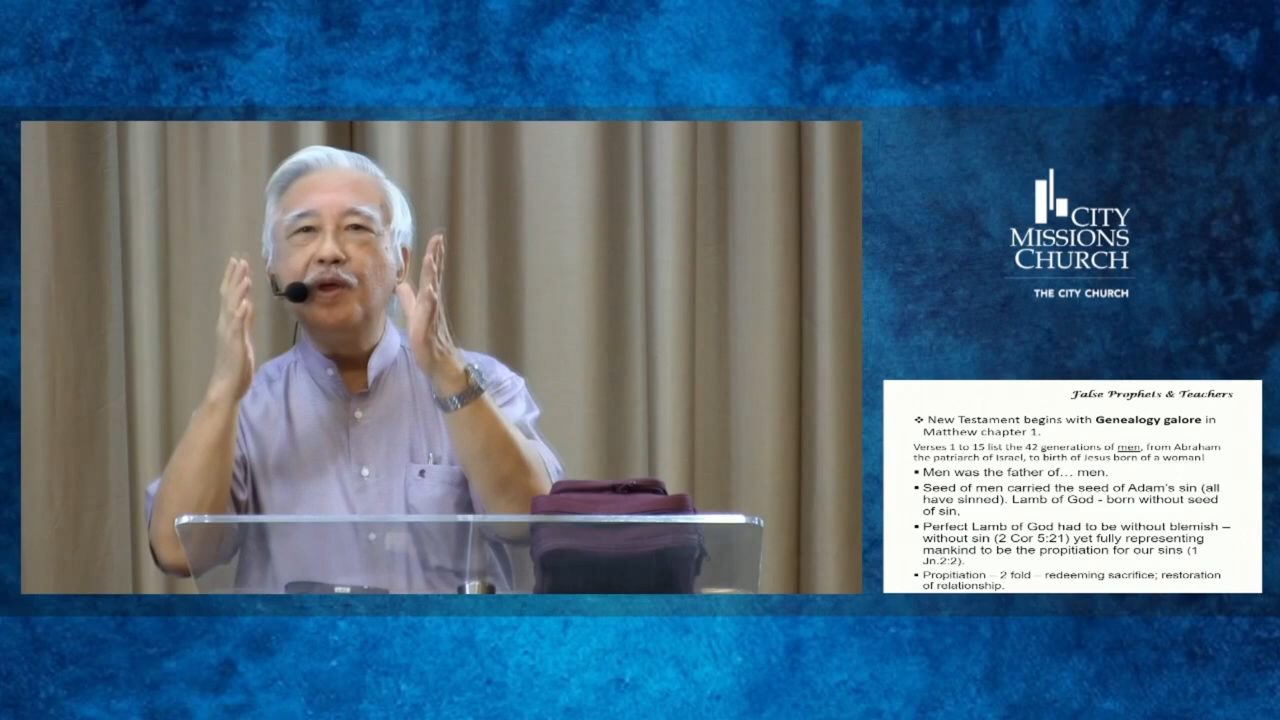 CITY
MISSIONS
CHURCH
THE CITY CHURCH
False Prophets & Teachers
❖ New Testament begins with Genealogy galore in
Matthew chapter 1.
Verses 1 to 15 list the 42 generations of men, from Abraham
the patriarch of Israel, to birth of Jesus born of a woman!
▪ Men was the father of… men.
▪ Seed of men carried the seed of Adam's sin (all
have sinned). Lamb of God - born without seed
of sin,
▪ Perfect Lamb of God had to be without blemish –
without sin (2 Cor 5:21) yet fully representing
mankind to be the propitiation for our sins (1
Jn.2:2).
▪ Propitiation – 2 fold – redeeming sacrifice; restoration
of relationship.